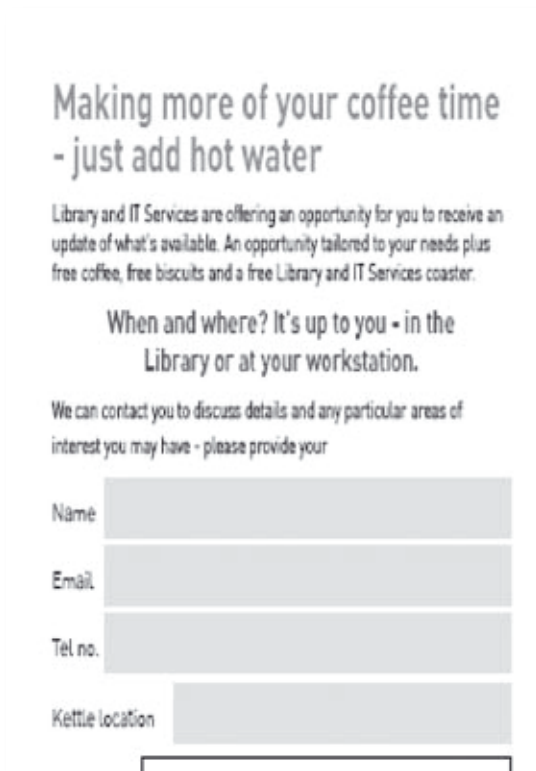 Making more of your coffee time
- just add hot water
Library and IT Services are offering an opportunity for you to receive an
update of what's available. An opportunity tailored to your needs plus
free coffee, free biscuits and a free Library and IT Services coaster.
When and where? It's up to you - in the
Library or at your workstation.
We can contact you to discuss details and any particular areas of
interest you may have - please provide your
Name
Email
Tel no.
Kettle location